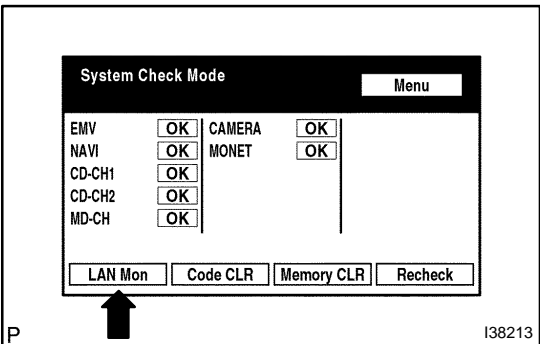 System Check Mode
Menu
EMV OK CAMERA OK
NAVI OK MONET OK
CD-CH1 OK
CD-CH2 OK
MD-CH OK
LAN Mon Code CLR Memory CLR Recheck
P I38213